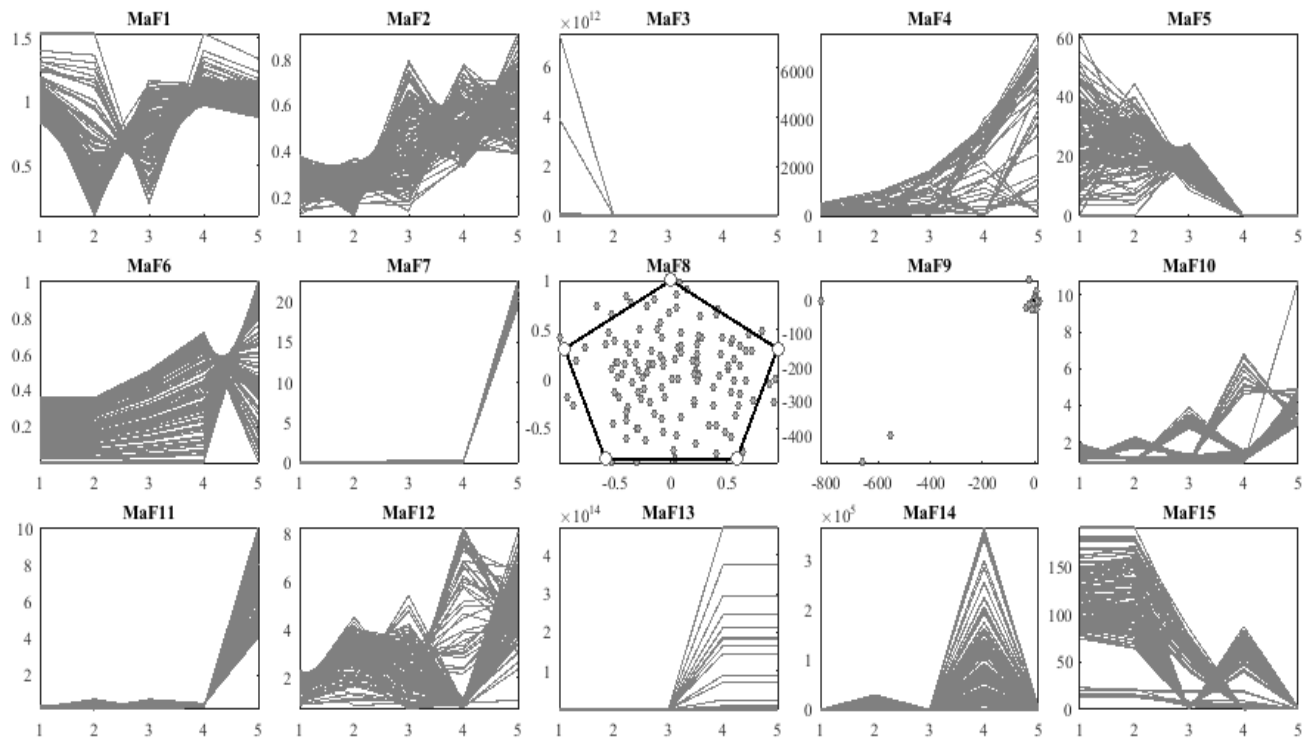 MaF1 MaF2 MaF3 MaF4 MaF5
×10^12
1.5 1 0.5
1 2 3 4 5
0.8 0.6 0.4 0.2
1 2 3 4 5
6 4 2 0
1 2 3 4 5
6000 4000 2000 0
1 2 3 4 5
60 40 20 0
1 2 3 4 5
MaF6 MaF7 MaF8 MaF9 MaF10
1 0.8 0.6 0.4 0.2
1 2 3 4 5
20 15 10 5 0
1 2 3 4 5
1 0.5 0 -0.5
-0.5 0 0.5
0 -100 -200 -300 -400
-800 -600 -400 -200 0
10 8 6 4 2
1 2 3 4 5
MaF11 MaF12 MaF13 MaF14 MaF15
×10^14 ×10^5
10 8 6 4 2
1 2 3 4 5
8 6 4 2
1 2 3 4 5
4 3 2 1
1 2 3 4 5
3 2 1 0
1 2 3 4 5
150 100 50 0
1 2 3 4 5